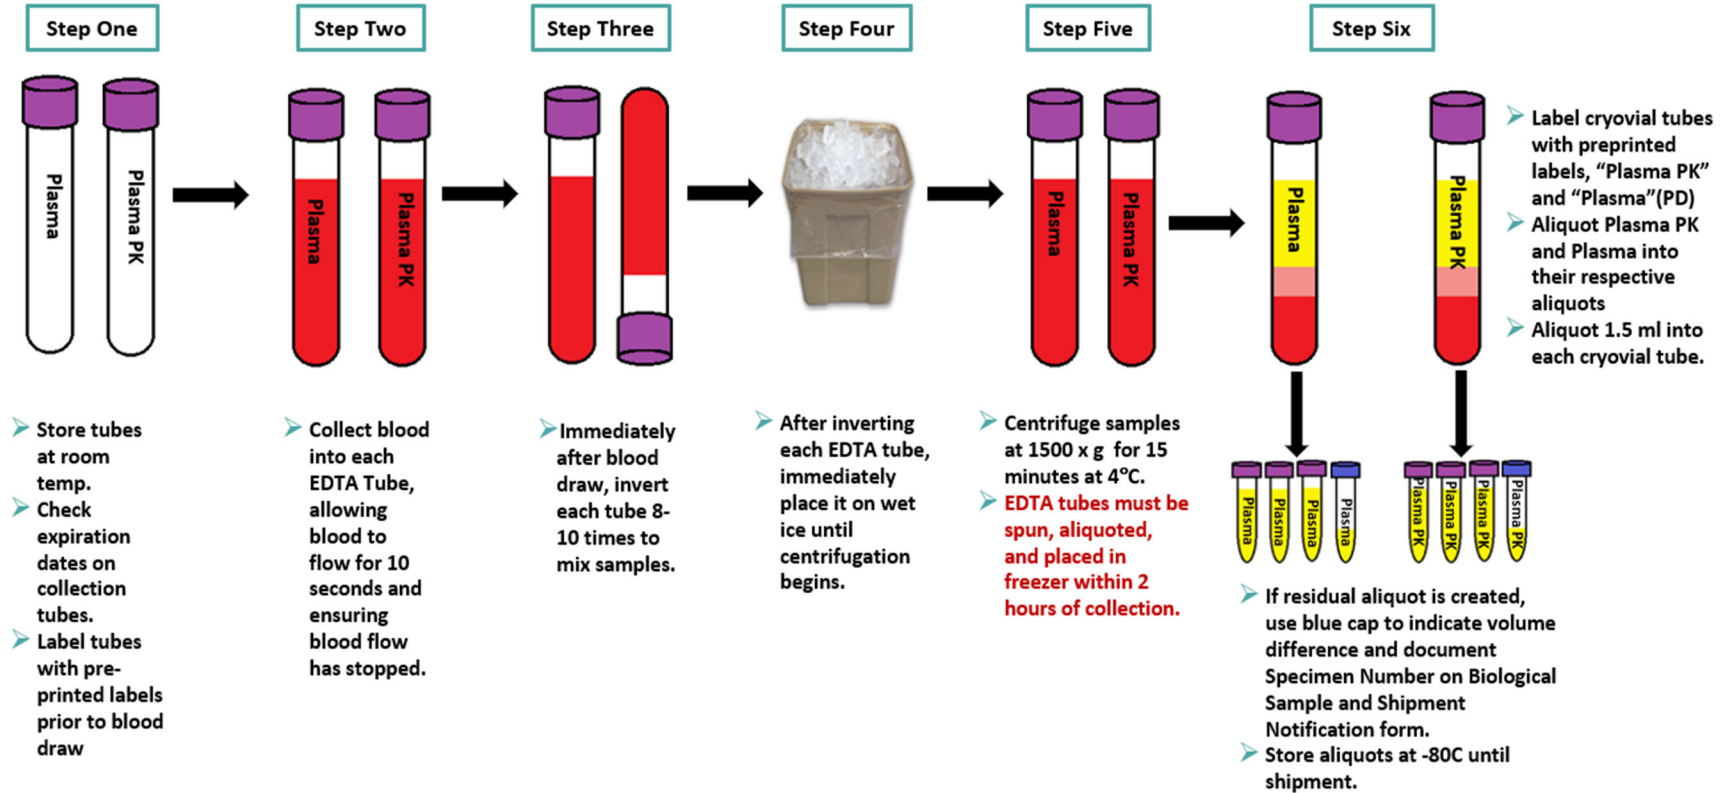 Step One
Step Two
Step Three
Step Four
Step Five
Step Six
Plasma
Plasma PK
Plasma
Plasma PK
Plasma
Plasma PK
Plasma
Plasma PK
Label cryovial tubes
with preprinted
labels, “Plasma PK”
and “Plasma”(PD)
Aliquot Plasma PK
and Plasma into
their respective
aliquots
Aliquot 1.5 ml into
each cryovial tube.
Store tubes
at room
temp.
Check
expiration
dates on
collection
tubes.
Label tubes
with pre-
printed labels
prior to blood
draw
Collect blood
into each
EDTA Tube,
allowing
blood to
flow for 10
seconds and
ensuring
blood flow
has stopped.
Immediately
after blood
draw, invert
each tube 8-
10 times to
mix samples.
After inverting
each EDTA tube,
immediately
place it on wet
ice until
centrifugation
begins.
Centrifuge samples
at 1500 x g for 15
minutes at 4°C.
EDTA tubes must be
spun, aliquoted,
and placed in
freezer within 2
hours of collection.
Plasma
Plasma
Plasma
Plasma
Plasma PK
Plasma PK
Plasma PK
Plasma PK
If residual aliquot is created,
use blue cap to indicate volume
difference and document
Specimen Number on Biological
Sample and Shipment
Notification form.
Store aliquots at -80C until
shipment.